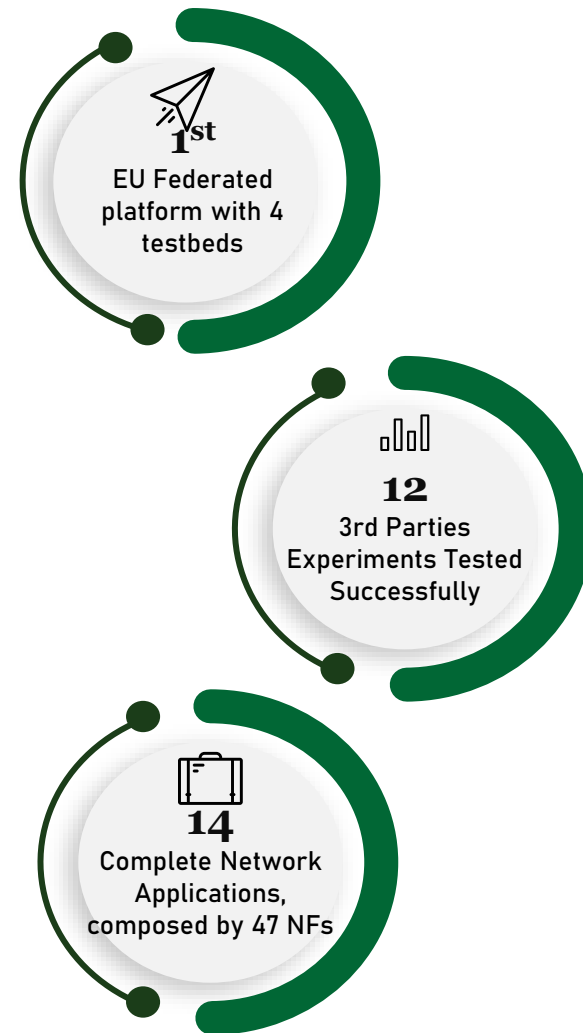 1st
EU Federated
platform with 4
testbeds
12
3rd Parties
Experiments Tested
Successfully
14
Complete Network
Applications,
composed by 47 NFs